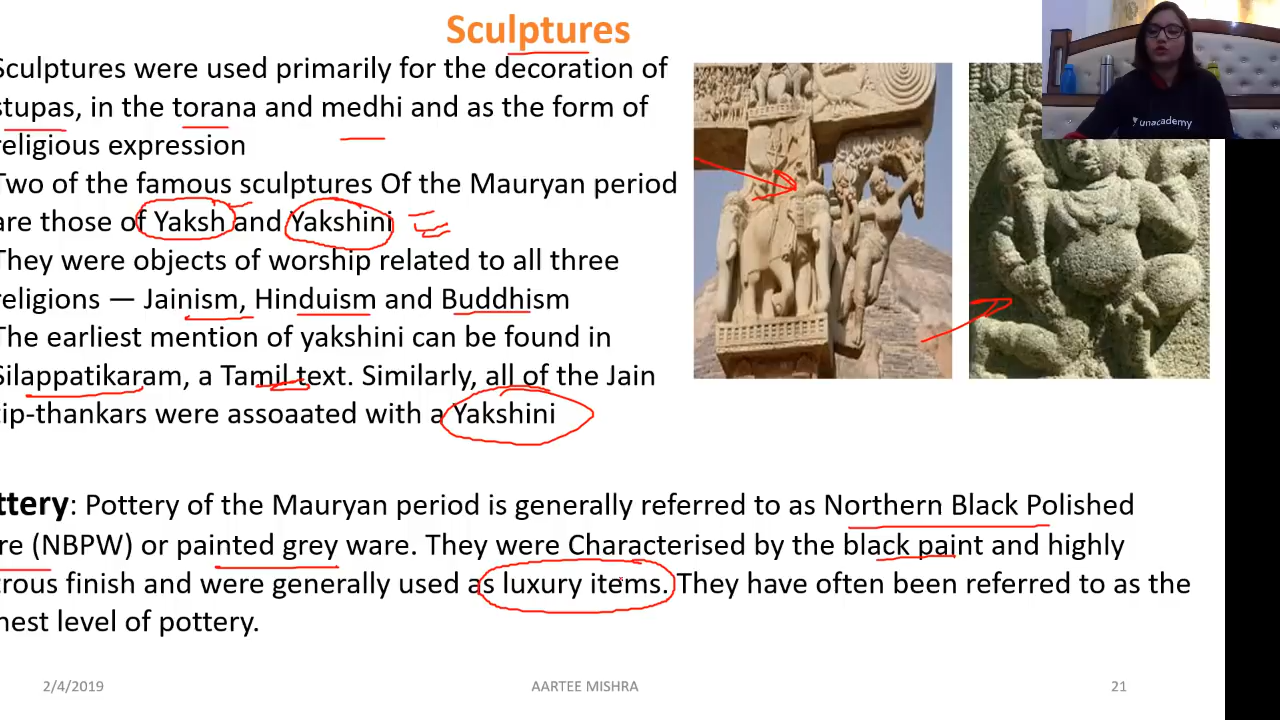 Sculptures
Sculptures were used primarily for the decoration of
stupas, in the torana and medhi and as the form of
religious expression
Two of the famous sculptures Of the Mauryan period
are those of Yaksh and Yakshini
They were objects of worship related to all three
religions — Jainism, Hinduism and Buddhism
The earliest mention of yakshini can be found in
Silappatikaram, a Tamil text. Similarly, all of the Jain
tip-thankars were assoaated with a Yakshini
ttery: Pottery of the Mauryan period is generally referred to as Northern Black Polished
re (NBPW) or painted grey ware. They were Characterised by the black paint and highly
trous finish and were generally used as luxury items. They have often been referred to as the
hest level of pottery.
2/4/2019
AARTEE MISHRA
21
unacademy